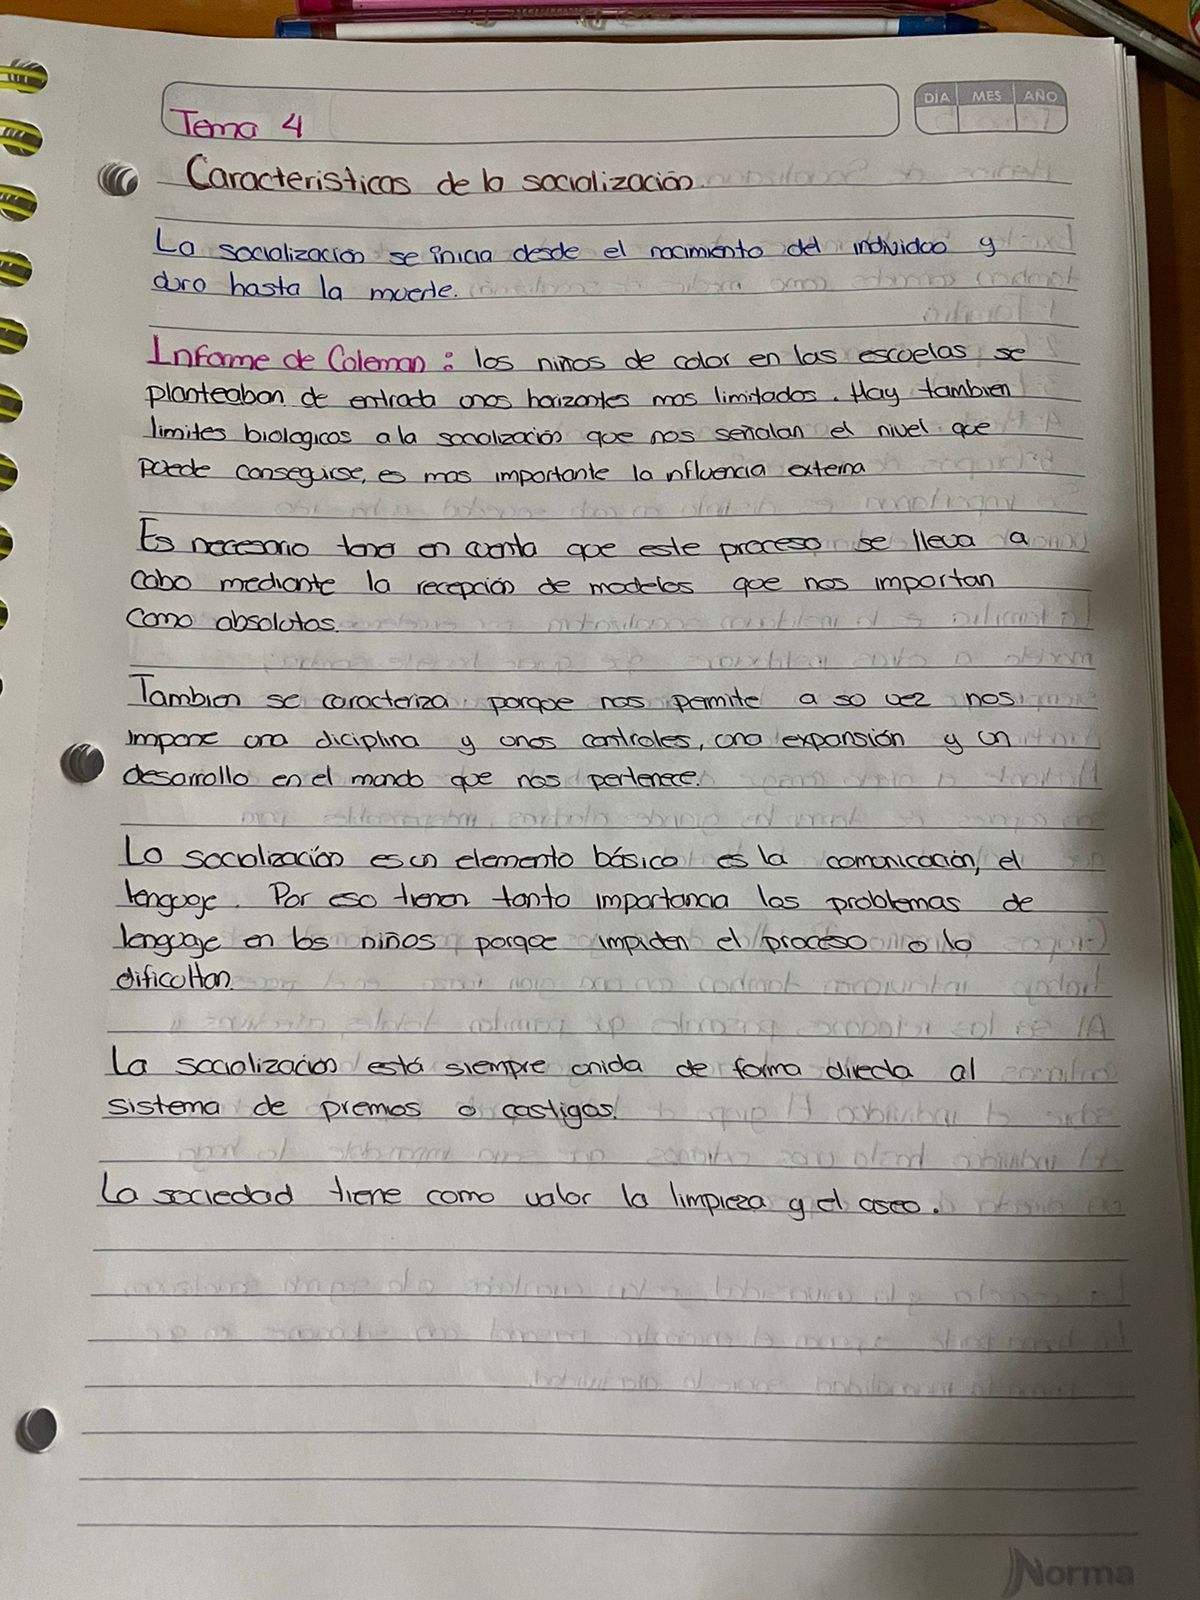 Tema 4
DÍA MES AÑO
Caracteristicas de la socialización.
La socialización se inicia desde el nacimiento del individuo y
dura hasta la muerte.
Informe de Coleman: los niños de color en las escuelas se
planteaban de entrada unos horizontes mas limitados. Hay tambien
limites biologicos a la socialización que nos señalan el nivel que
puede conseguirse, es mas importante la influencia externa
Es necesario tener en cuenta que este proceso se lleva a
cabo mediante la recepción de modelos que nos importan
como absolutos.
Tambien se caracteriza porque nos permite a su vez nos
impone una diciplina y unos controles, una expansión y un
desarrollo en el mundo que nos pertenece.
La socialización es un elemento básico es la comunicación, el
lenguaje. Por eso tienen tanto importancia los problemas de
lenguaje en los niños porque impiden el proceso o lo
dificultan.
La socialización está siempre unida de forma directa al
sistema de premios o castigos.
La sociedad tiene como valor la limpieza y el aseo.
Norma